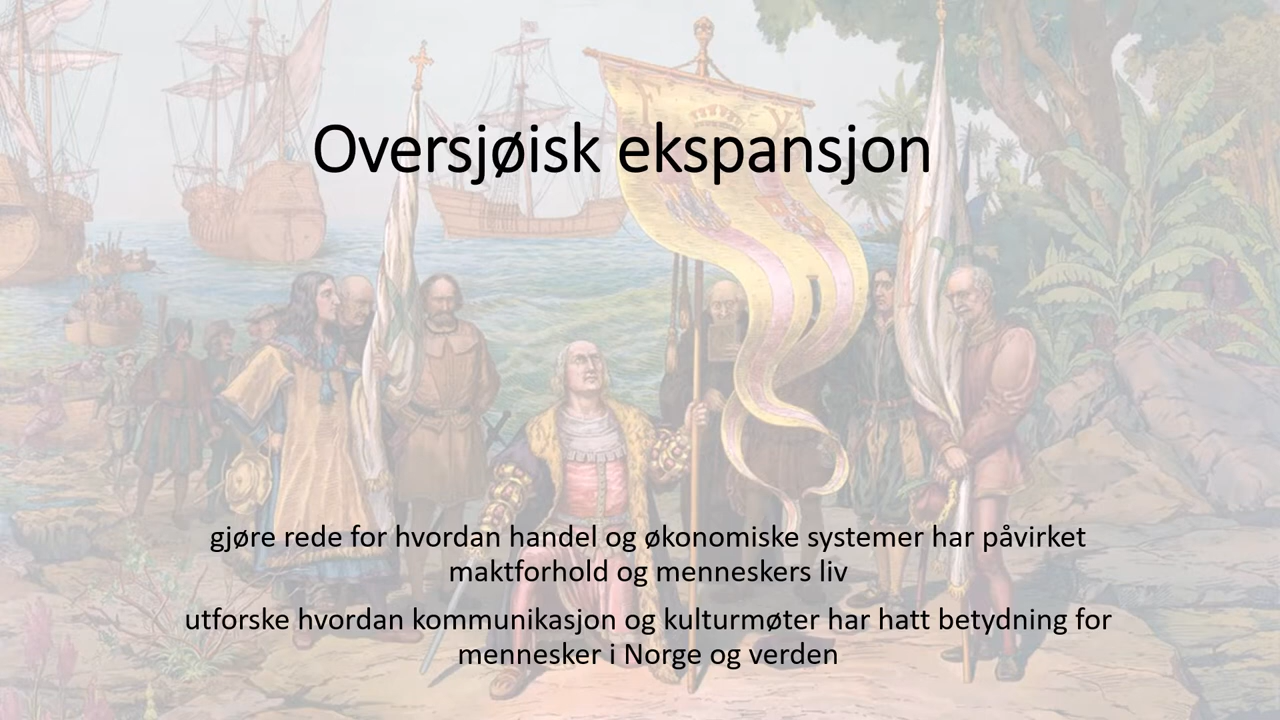 Oversjøisk ekspansjon
gjøre rede for hvordan handel og økonomiske systemer har påvirket
maktforhold og menneskers liv
utforske hvordan kommunikasjon og kulturmøter har hatt betydning for
mennesker i Norge og verden